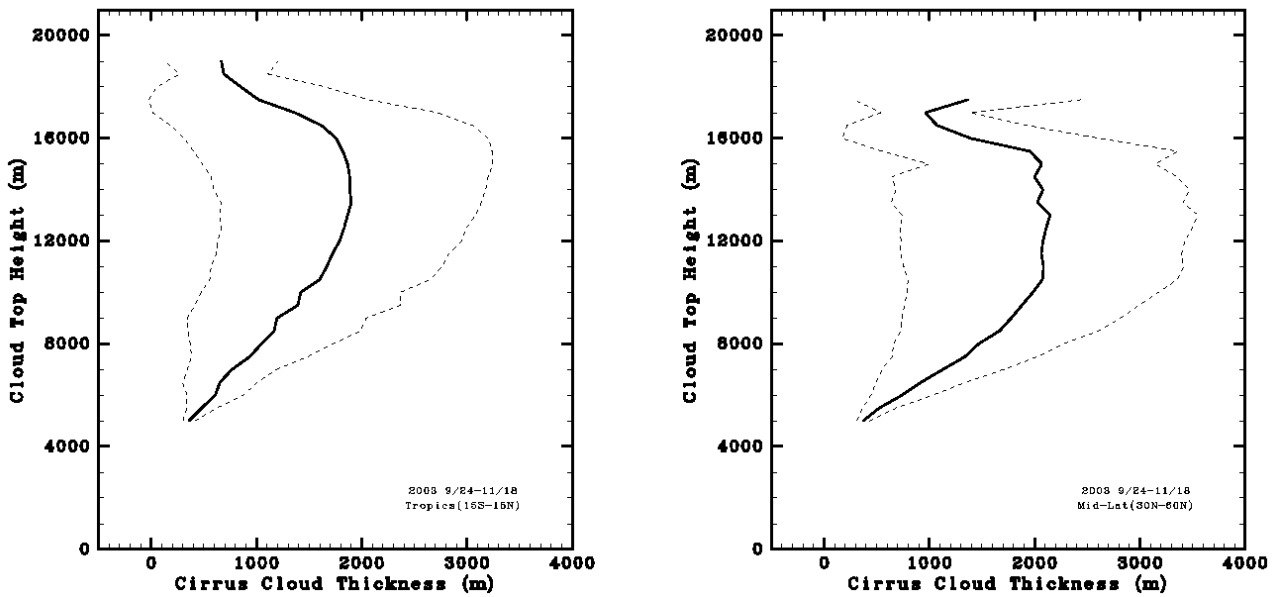 20000
16000
12000
8000
4000
0
Cloud Top Height (m)
2003 9/24-11/18
Tropics(15S-15N)
0 1000 2000 3000 4000
Cirrus Cloud Thickness (m)
20000
16000
12000
8000
4000
0
Cloud Top Height (m)
2003 9/24-11/18
Mid-Lat(30N-60N)
0 1000 2000 3000 4000
Cirrus Cloud Thickness (m)